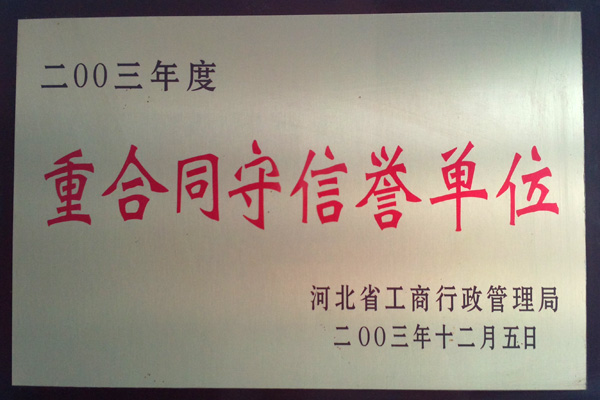 二00三年度
重合同守信誉单位
河北省工商行政管理局
二00三年十二月五日